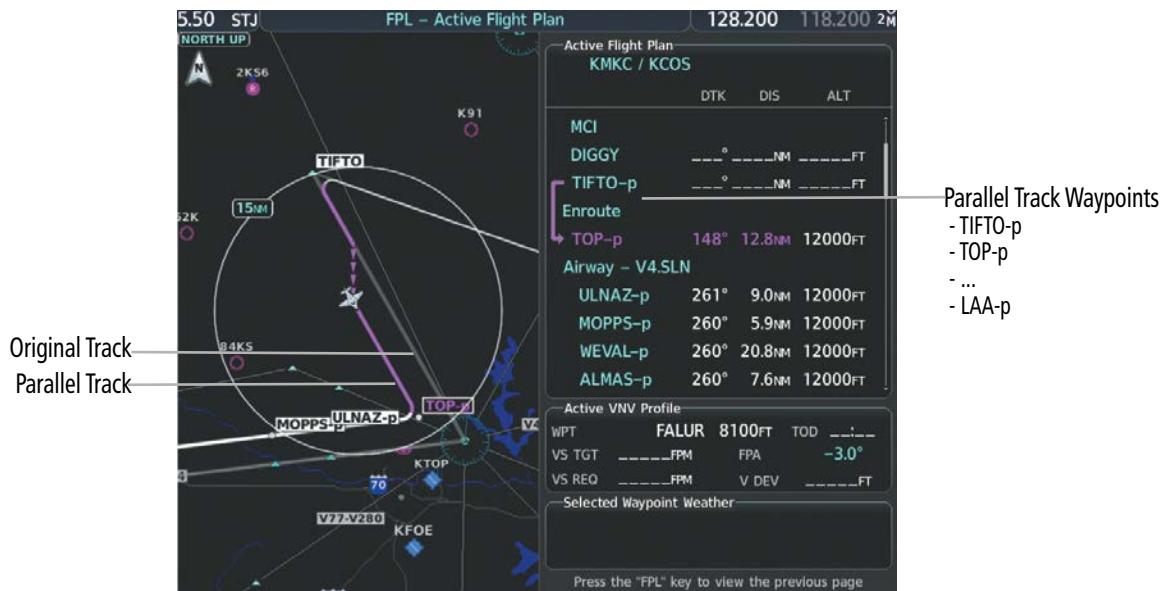 5.50 STJ
FPL – Active Flight Plan
128.200 118.200
NORTH UP
N
2KS6
R
K91
TIFTO
15NM
84KS
TOP-p
MOPPS-p
ULNAZ-p
KTOP
70
V77-V280
KFOE
Active Flight Plan
KMKC / KCOS
DTK DIS ALT
MCI
DIGGY ___° ____NM _____FT
TIFTO-p ___° ____NM _____FT
Enroute
TOP-p 148° 12.8NM 12000FT
Airway – V4.SLN
ULNAZ-p 261° 9.0NM 12000FT
MOPPS-p 260° 5.9NM 12000FT
WEVAL-p 260° 20.8NM 12000FT
ALMAS-p 260° 7.6NM 12000FT
Active VNV Profile
WPT FALUR 8100FT TOD __:__
VS TGT _____FPM FPA -3.0°
VS REQ _____FPM V DEV _____FT
Selected Waypoint Weather
Press the "FPL" key to view the previous page
Original Track
Parallel Track
Parallel Track Waypoints
- TIFTO-p
- TOP-p
- ...
- LAA-p